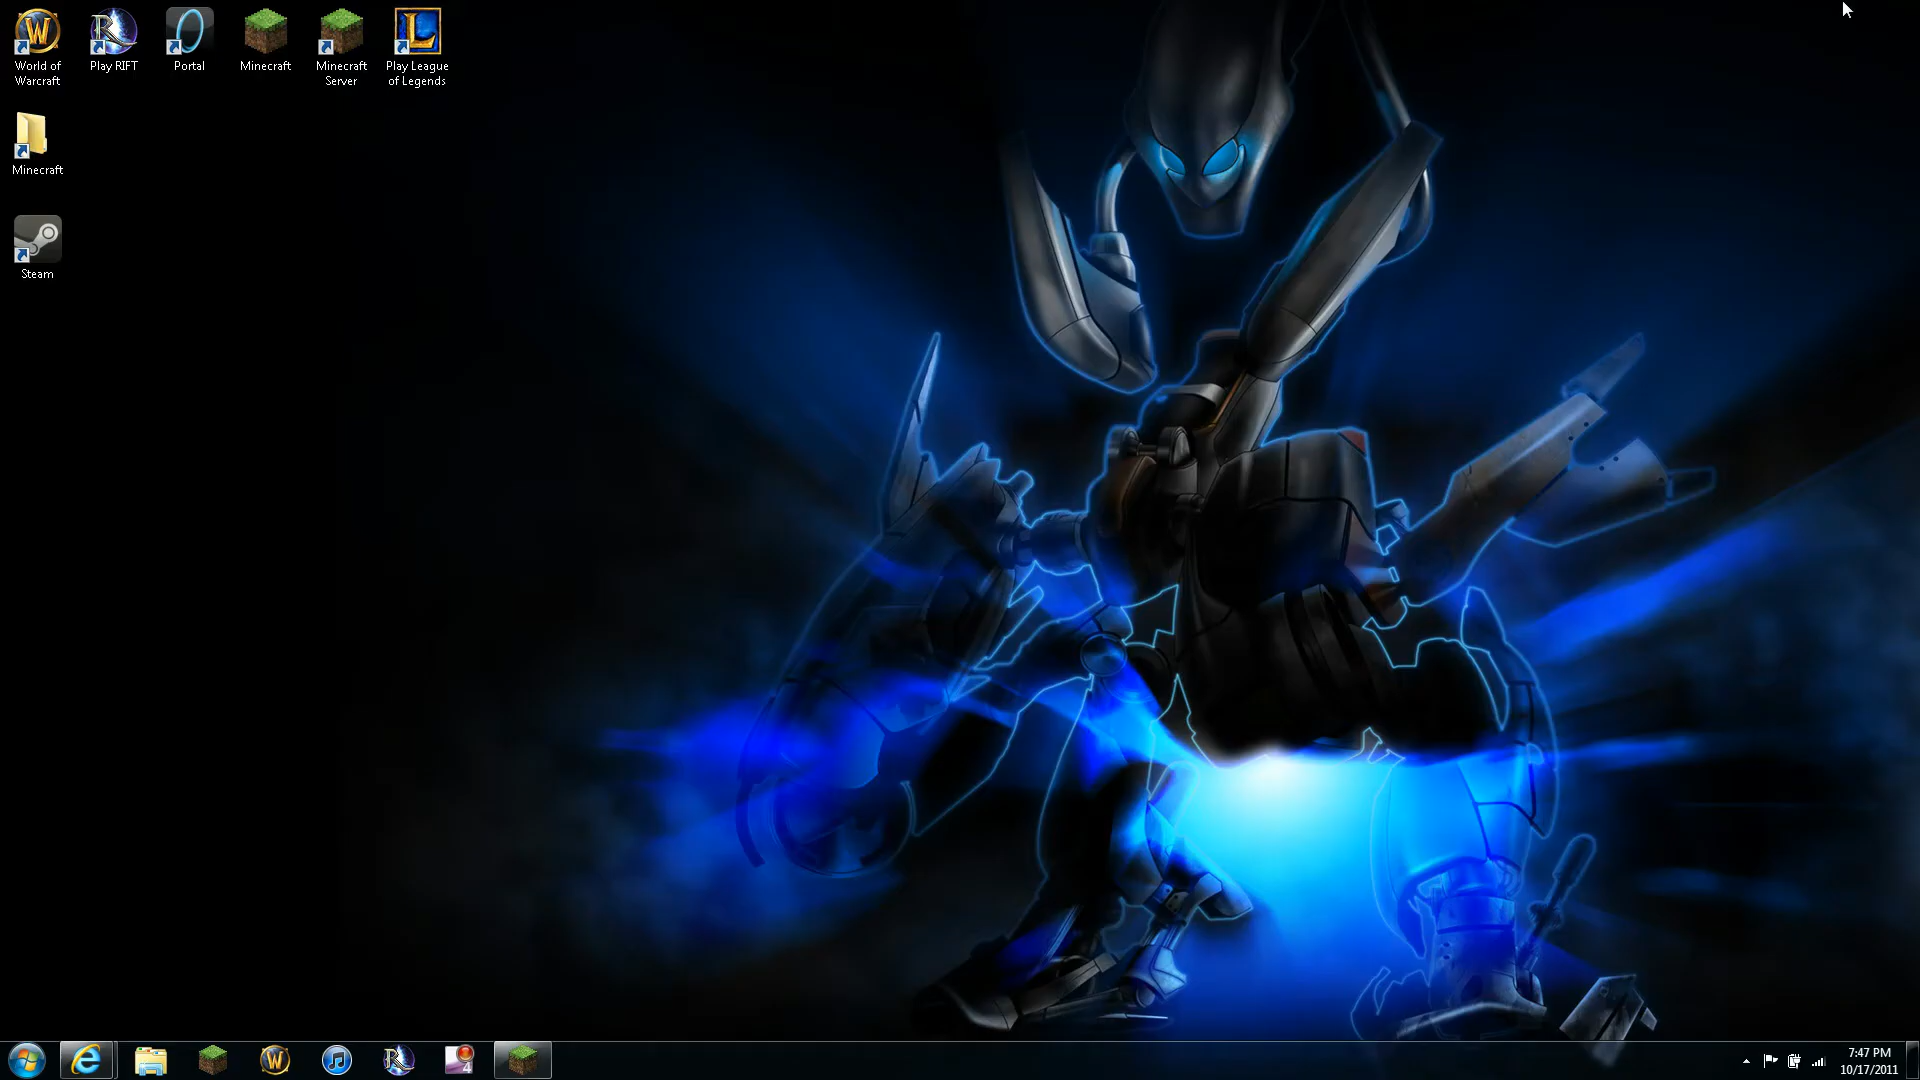 World of
Warcraft
Play RIFT
Portal
Minecraft
Minecraft
Server
Play League
of Legends
Minecraft
Steam
4
7:47 PM
10/17/2011